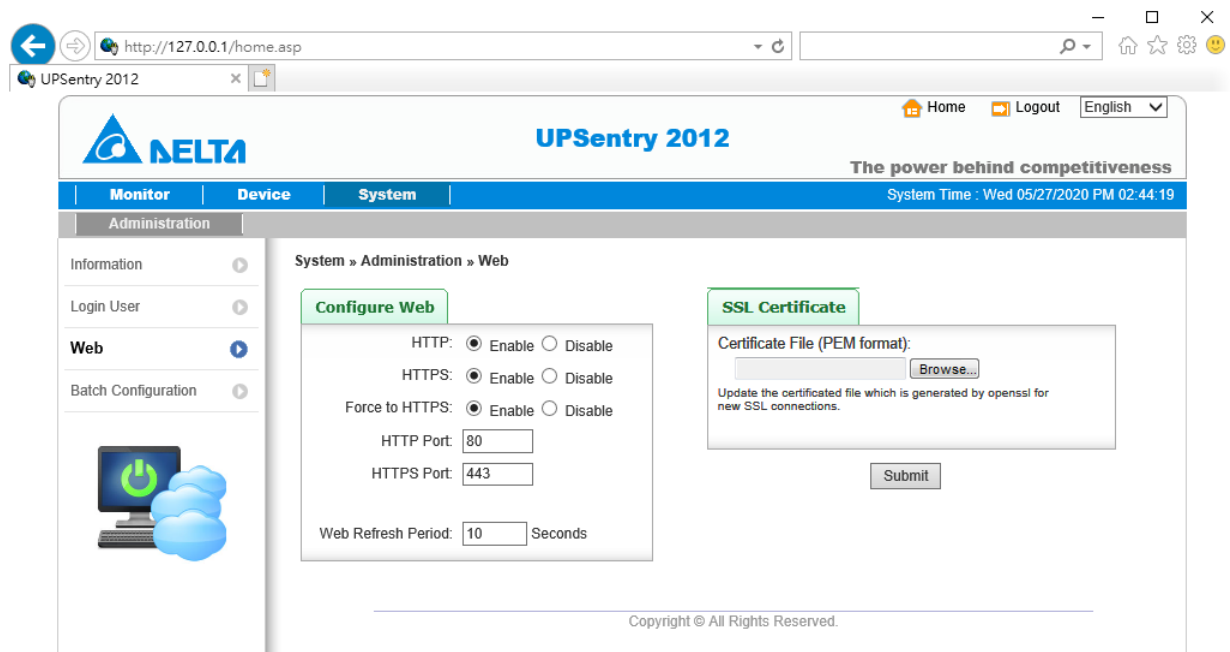 http://127.0.0.1/home.asp
UPSentry 2012
Home Logout English
DELTA
UPSentry 2012
The power behind competitiveness
Monitor Device System System Time : Wed 05/27/2020 PM 02:44:19
Administration
Information
Login User
Web
Batch Configuration
System » Administration » Web
Configure Web
HTTP: Enable Disable
HTTPS: Enable Disable
Force to HTTPS: Enable Disable
HTTP Port: 80
HTTPS Port: 443
Web Refresh Period: 10 Seconds
SSL Certificate
Certificate File (PEM format):
Browse...
Update the certificated file which is generated by openssl for
new SSL connections.
Submit
Copyright © All Rights Reserved.